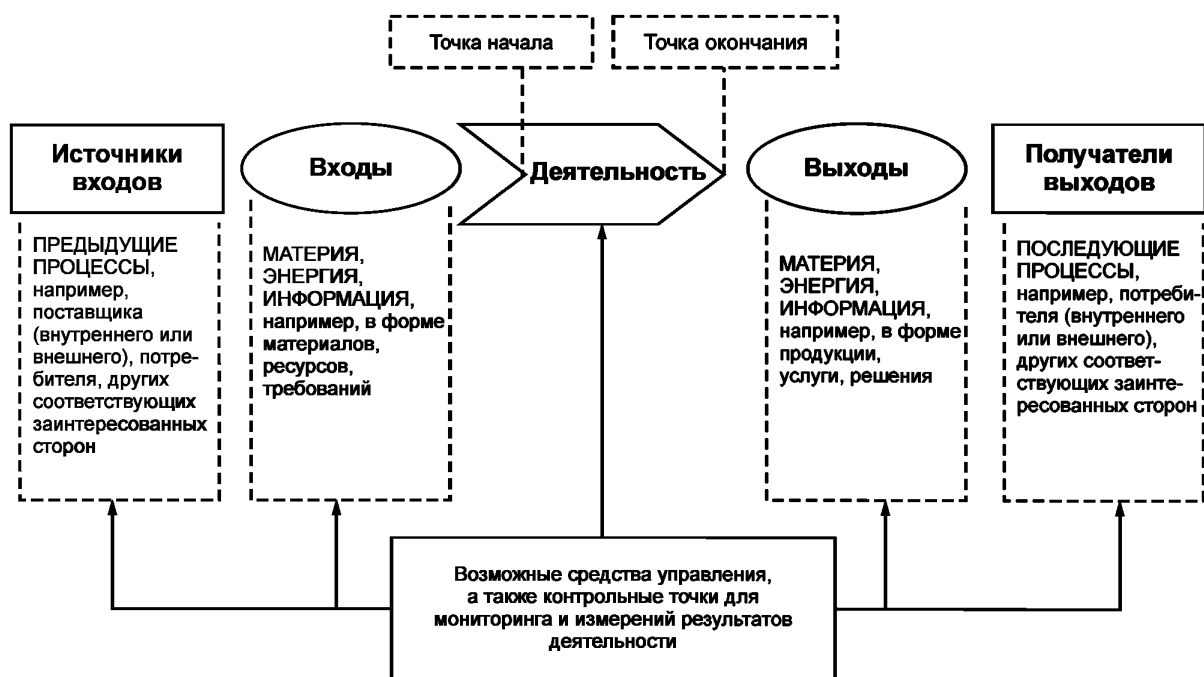 Точка начала
Точка окончания
Источники
входов
Входы
Деятельность
Выходы
Получатели
выходов
ПРЕДЫДУЩИЕ
ПРОЦЕССЫ,
например,
поставщика
(внутреннего или
внешнего), потре-
бителя, других
соответствующих
заинтересованных
сторон
МАТЕРИЯ,
ЭНЕРГИЯ,
ИНФОРМАЦИЯ,
например, в форме
материалов,
ресурсов,
требований
МАТЕРИЯ,
ЭНЕРГИЯ,
ИНФОРМАЦИЯ,
например, в форме
продукции,
услуги, решения
ПОСЛЕДУЮЩИЕ
ПРОЦЕССЫ,
например, потреби-
теля (внутреннего
или внешнего),
других соответ-
ствующих заинте-
ресованных сторон
Возможные средства управления,
а также контрольные точки для
мониторинга и измерений результатов
деятельности